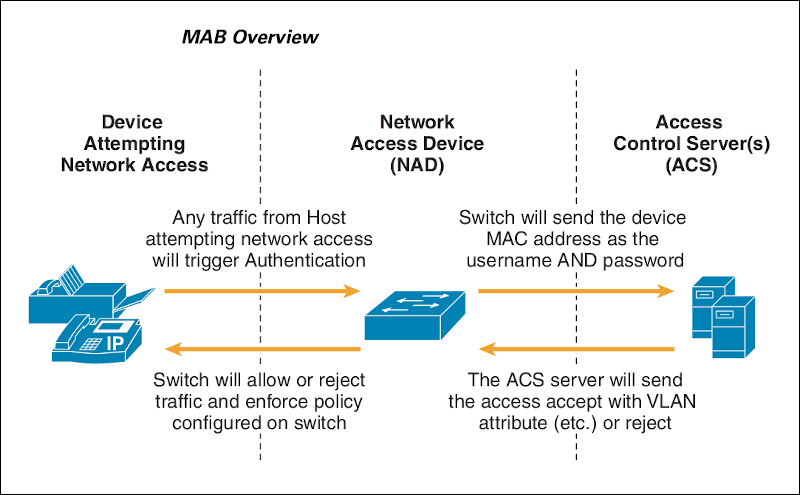 MAB Overview
Device
Attempting
Network Access
Network
Access Device
(NAD)
Access
Control Server(s)
(ACS)
Any traffic from Host
attempting network access
will trigger Authentication
Switch will send the device
MAC address as the
username AND password
IP
Switch will allow or reject
traffic and enforce policy
configured on switch
The ACS server will send
the access accept with VLAN
attribute (etc.) or reject